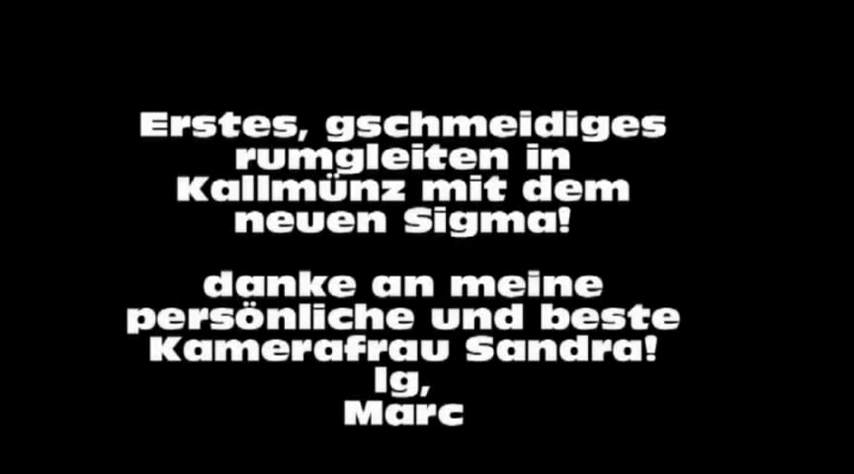 Erstes, gschmeidiges
rumgleiten in
Kallmünz mit dem
neuen Sigma!
danke an meine
persönliche und beste
Kamerafrau Sandra!
lg,
Marc